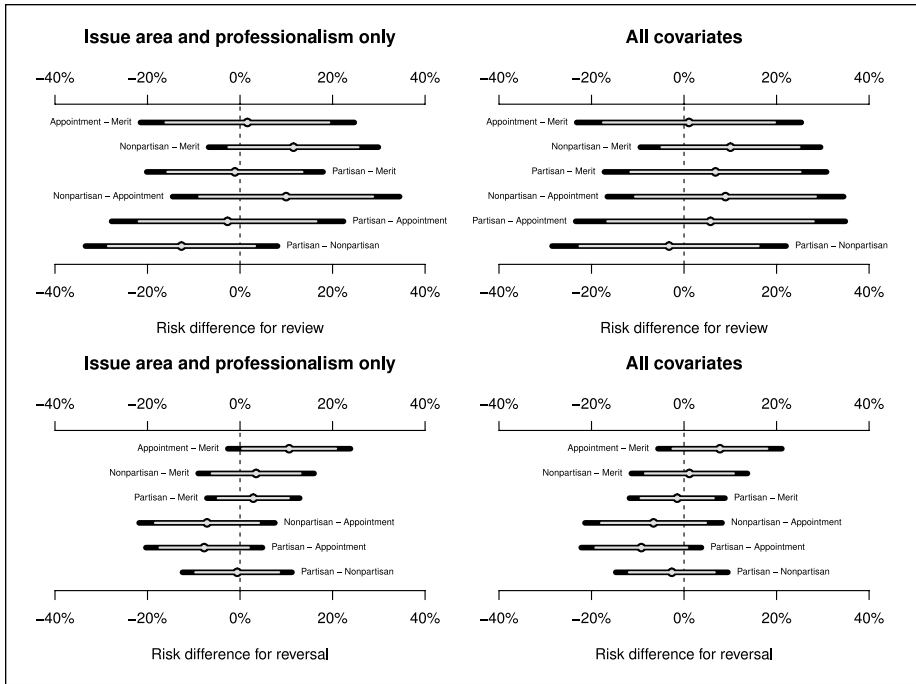 Issue area and professionalism only
−40% −20% 0% 20% 40%
Appointment − Merit
Nonpartisan − Merit
Partisan − Merit
Nonpartisan − Appointment
Partisan − Appointment
Partisan − Nonpartisan
−40% −20% 0% 20% 40%
Risk difference for review
All covariates
−40% −20% 0% 20% 40%
Appointment − Merit
Nonpartisan − Merit
Partisan − Merit
Nonpartisan − Appointment
Partisan − Appointment
Partisan − Nonpartisan
−40% −20% 0% 20% 40%
Risk difference for review
Issue area and professionalism only
−40% −20% 0% 20% 40%
Appointment − Merit
Nonpartisan − Merit
Partisan − Merit
Nonpartisan − Appointment
Partisan − Appointment
Partisan − Nonpartisan
−40% −20% 0% 20% 40%
Risk difference for reversal
All covariates
−40% −20% 0% 20% 40%
Appointment − Merit
Nonpartisan − Merit
Partisan − Merit
Nonpartisan − Appointment
Partisan − Appointment
Partisan − Nonpartisan
−40% −20% 0% 20% 40%
Risk difference for reversal